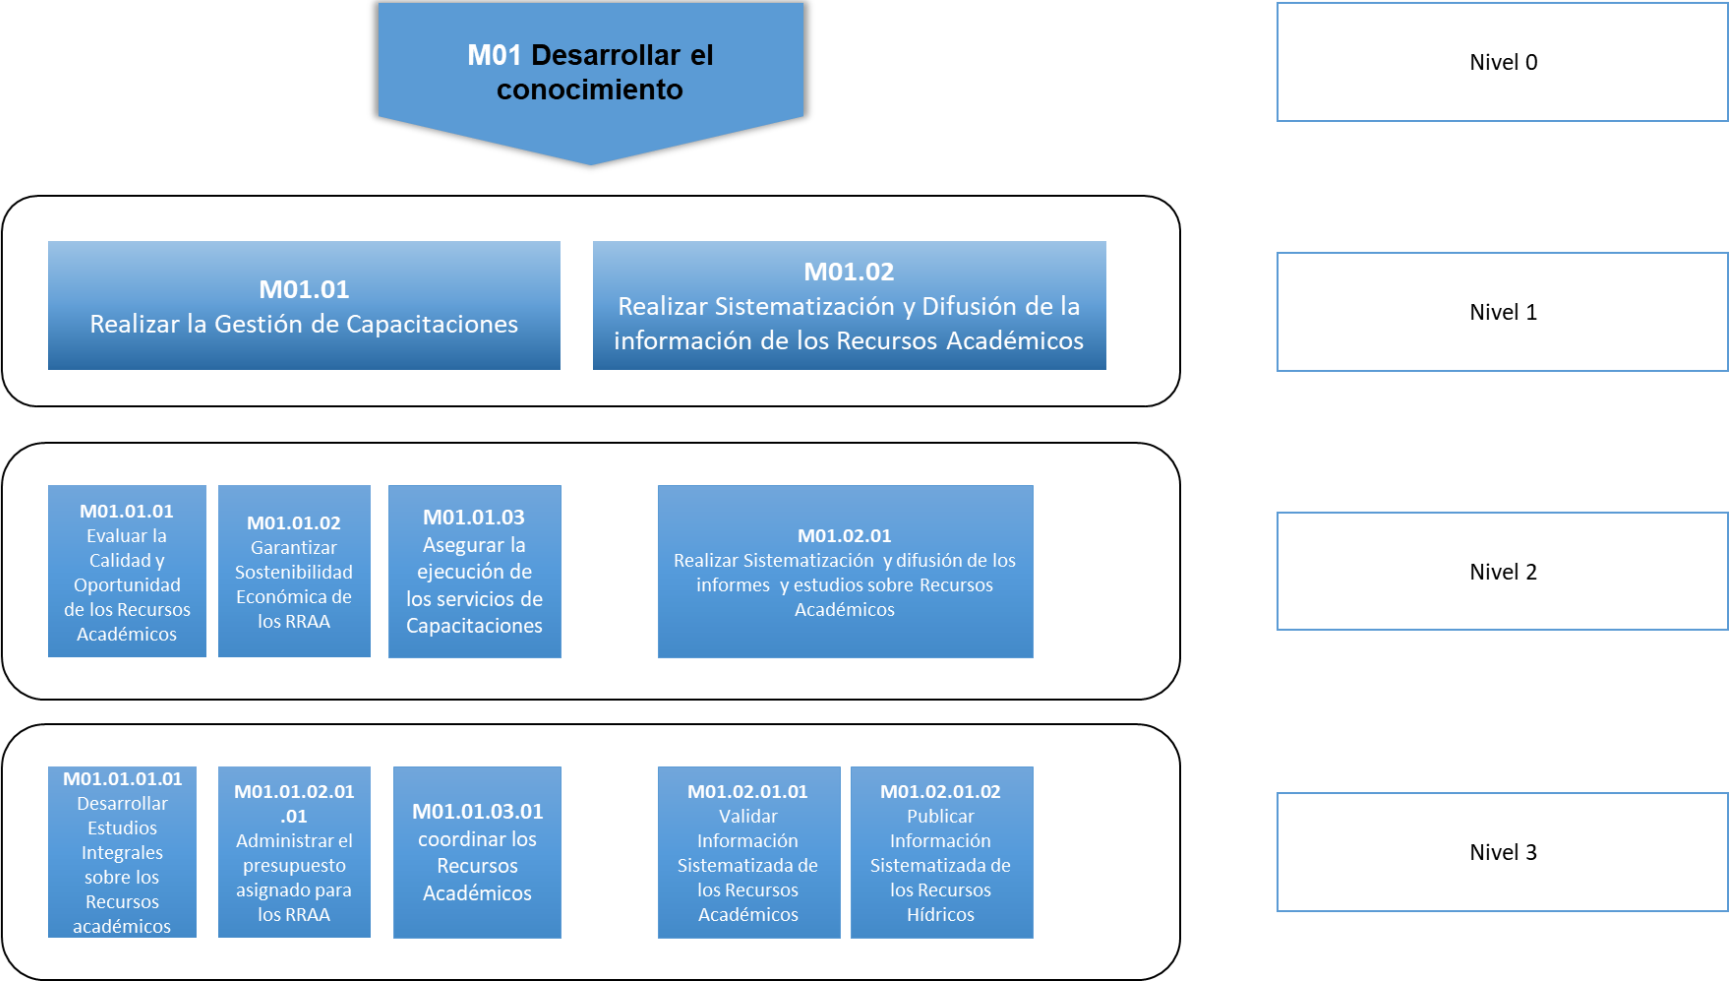 M01 Desarrollar el
conocimiento
Nivel 0
M01.01
Realizar la Gestión de Capacitaciones
M01.02
Realizar Sistematización y Difusión de la
información de los Recursos Académicos
Nivel 1
M01.01.01
Evaluar la
Calidad y
Oportunidad
de los Recursos
Académicos
M01.01.02
Garantizar
Sostenibilidad
Económica de
los RRAA
M01.01.03
Asegurar la
ejecución de
los servicios de
Capacitaciones
M01.02.01
Realizar Sistematización y difusión de los
informes y estudios sobre Recursos
Académicos
Nivel 2
M01.01.01.01
Desarrollar
Estudios
Integrales
sobre los
Recursos
académicos
M01.01.02.01
.01
Administrar el
presupuesto
asignado para
los RRAA
M01.01.03.01
coordinar los
Recursos
Académicos
M01.02.01.01
Validar
Información
Sistematizada de
los Recursos
Académicos
M01.02.01.02
Publicar
Información
Sistematizada de
los Recursos
Hídricos
Nivel 3